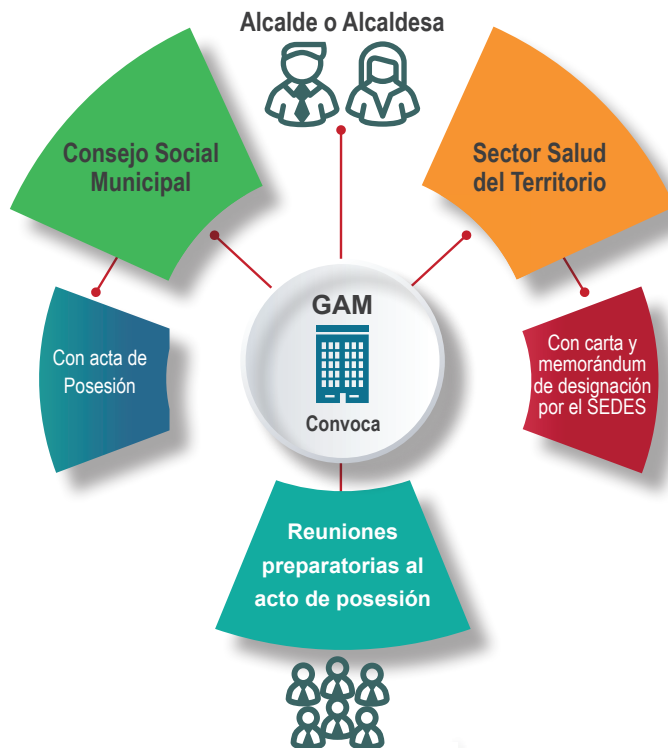 Alcalde o Alcaldesa
Consejo Social
Municipal
Sector Salud
del Territorio
GAM
Convoca
Con acta de
Posesión
Con carta y
memorándum
de designación
por el SEDES
Reuniones
preparatorias al
acto de posesión